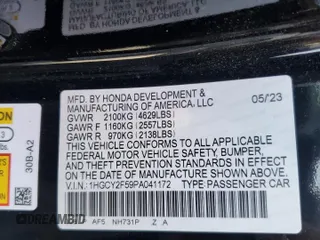 MFD. BY HONDA DEVELOPMENT &
MANUFACTURING OF AMERICA, LLC
GVWR 2100KG (4629LBS) 05/23
GAWR F 1160KG (2557LBS)
GAWR R 970KG (2138LBS)
THIS VEHICLE CONFORMS TO ALL APPLICABLE
FEDERAL MOTOR VEHICLE SAFETY, BUMPER,
AND THEFT PREVENTION STANDARDS IN EFFECT
ON THE DATE OF MANUFACTURE SHOWN ABOVE.
V.I.N.: 1HGCY2F59PA041172 TYPE: PASSENGER CAR
AF5 NH731P Z A
30B-A2
DREAMBID